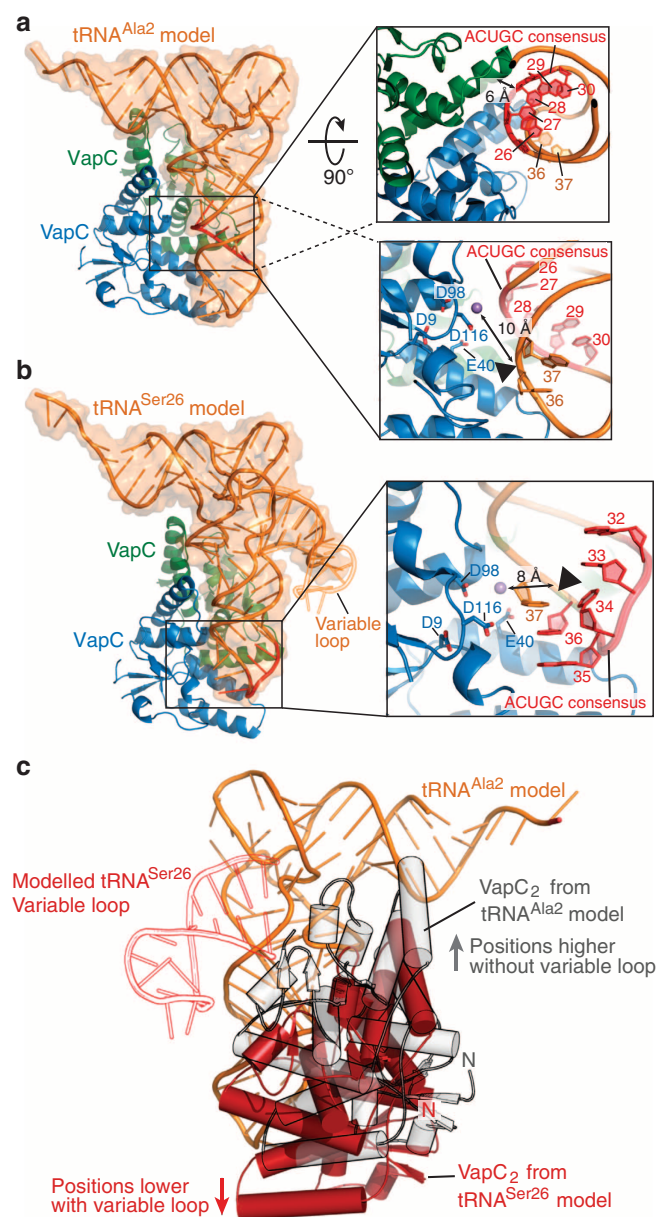 a
tRNA^Ala2 model
VapC
VapC
90°
ACUGC consensus
29
30
6 Å
28
27
26
36
37
ACUGC consensus
26
27
D98
28
29
D9
10 Å
30
D116
E40
37
36
b
tRNA^Ser26 model
VapC
VapC
Variable
loop
32
D98
8 Å
33
D116
34
D9
37
E40
36
35
ACUGC consensus
c
tRNA^Ala2 model
Modelled tRNA^Ser26
Variable loop
VapC₂ from
tRNA^Ala2 model
Positions higher
without variable loop
N
N
Positions lower
with variable loop
VapC₂ from
tRNA^Ser26 model